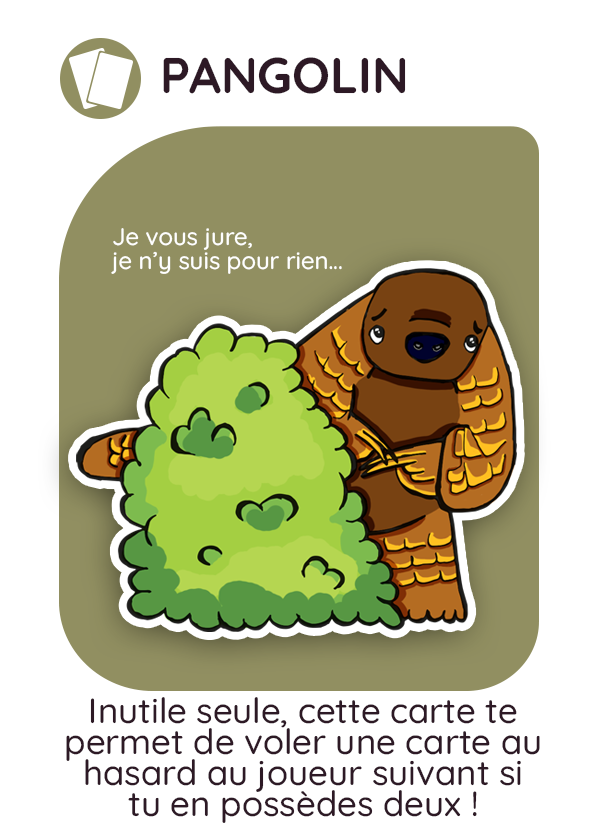 PANGOLIN
Je vous jure,
je n'y suis pour rien...
Inutile seule, cette carte te
permet de voler une carte au
hasard au joueur suivant si
tu en possèdes deux !